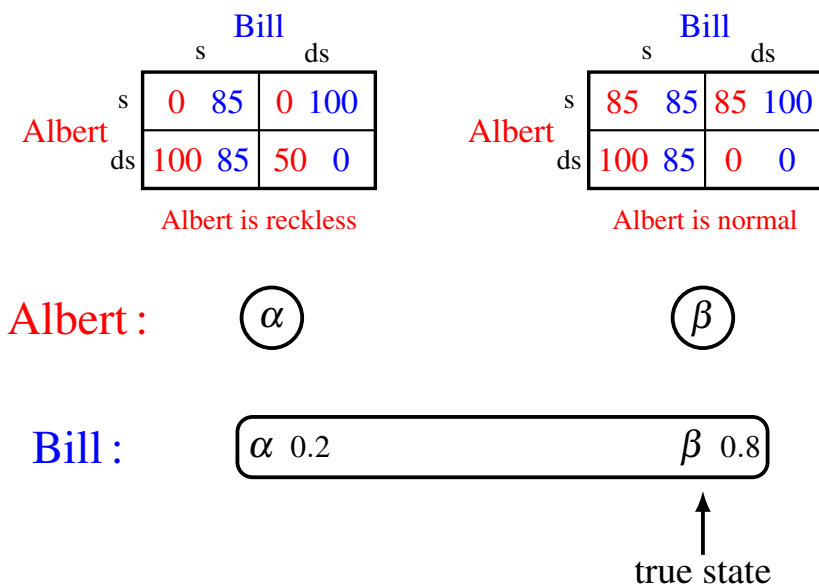 Bill Bill
s ds s ds
s 0 85 0 100 s 85 85 85 100
Albert Albert
ds 100 85 50 0 ds 100 85 0 0
Albert is reckless Albert is normal
Albert : α β
Bill : α 0.2 β 0.8
true state